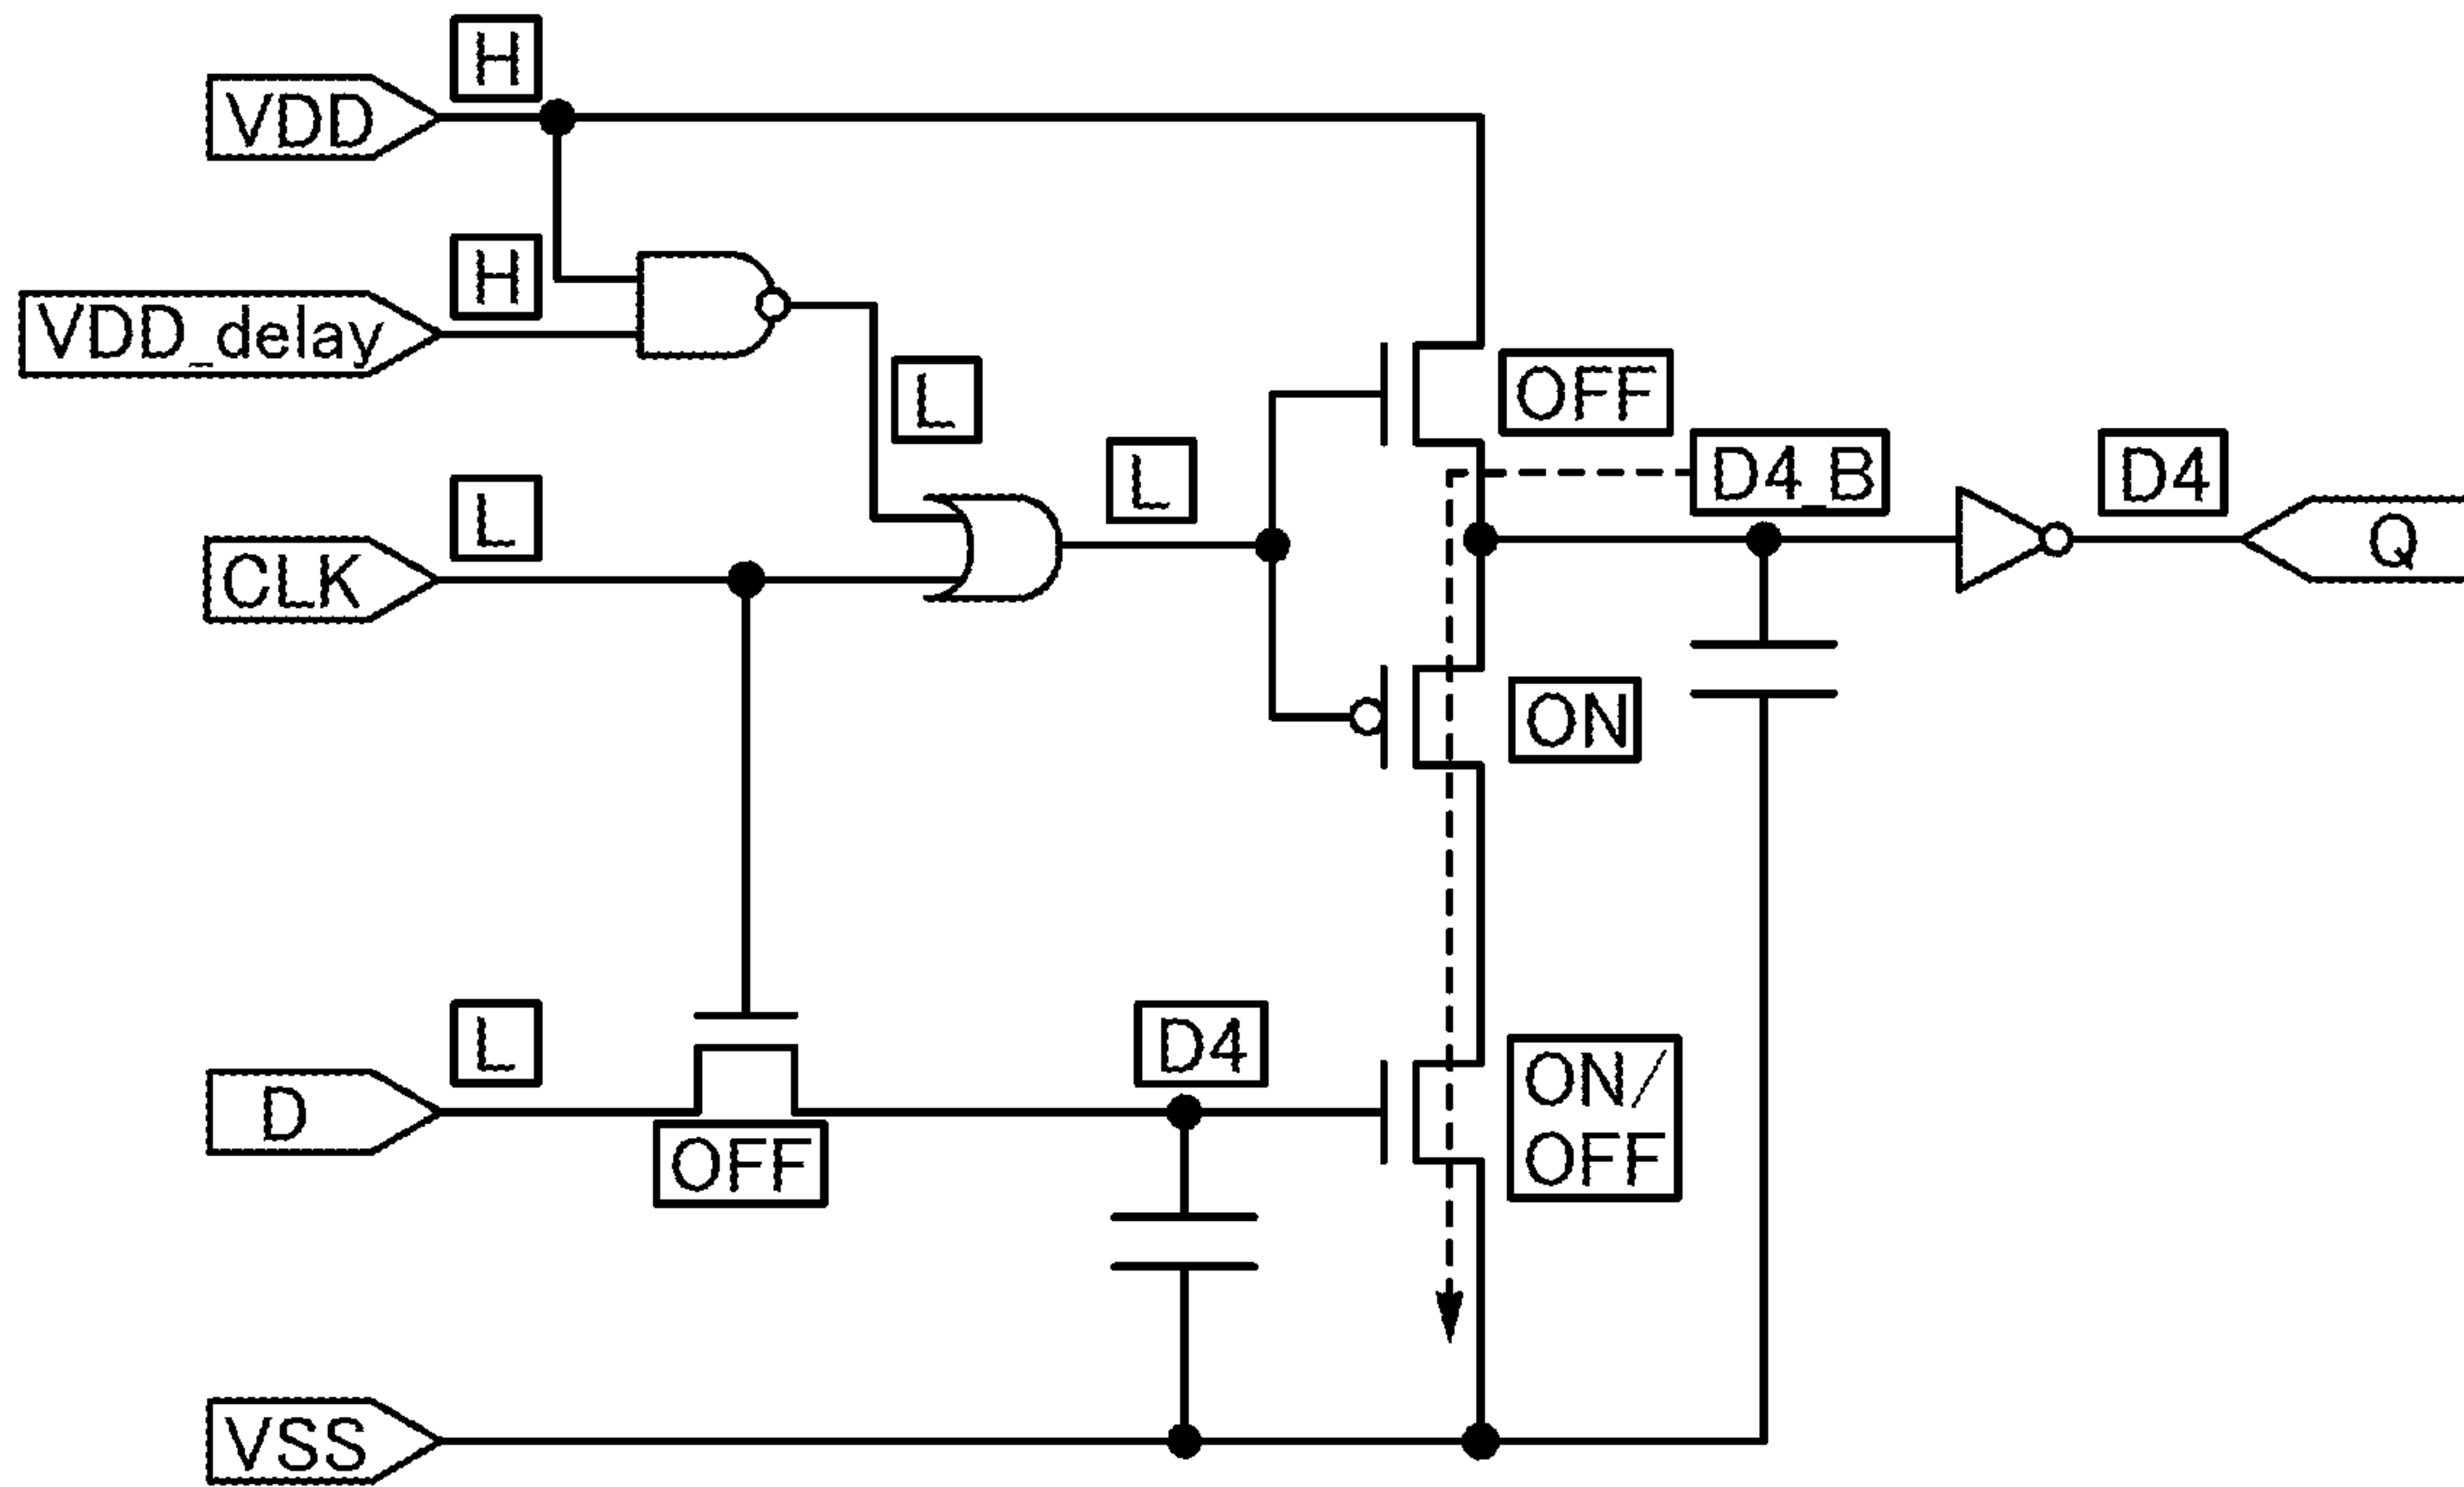 H
VDD
H
VDD_delay
L
OFF
L
D4_B
D4
L
CLK
Q
ON
L
D4
D
ON/
OFF
OFF
VSS